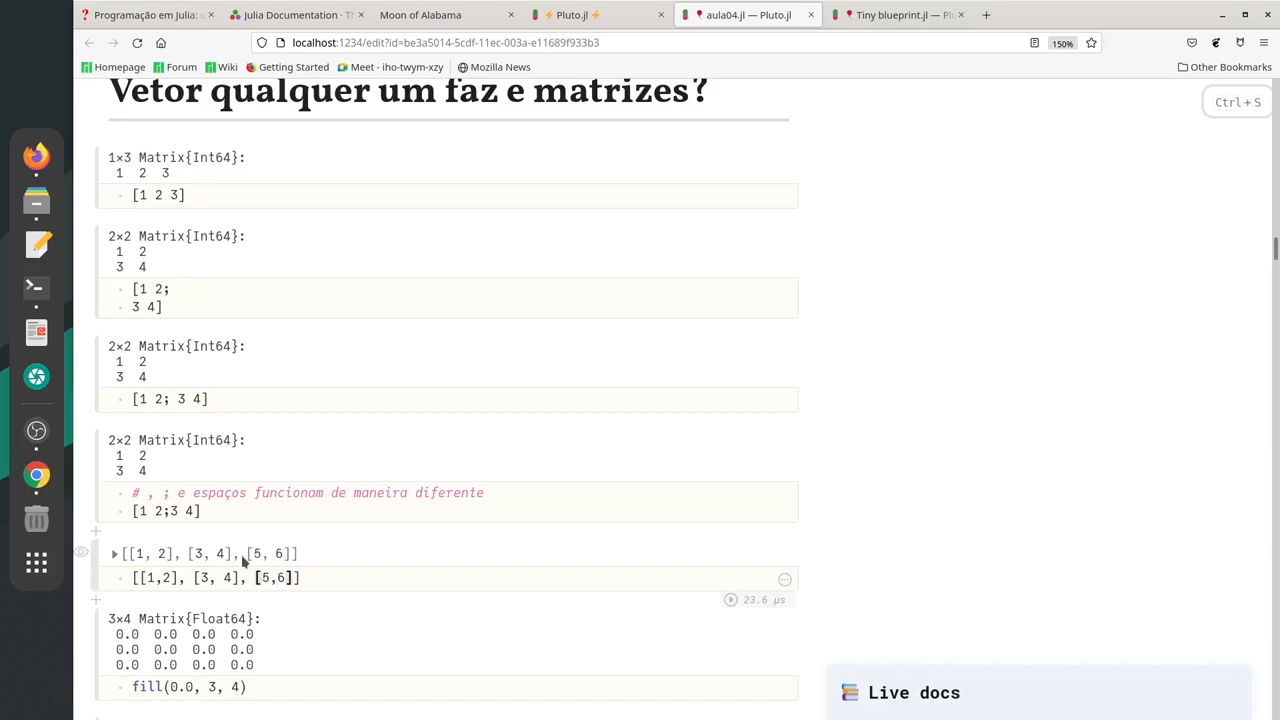 Programação em Julia: u
Julia Documentation · Th
Moon of Alabama
Pluto.jl
aula04.jl — Pluto.jl
Tiny blueprint.jl — Plu
localhost:1234/edit?id=be3a5014-5cdf-11ec-003a-e11689f933b3
150%
Homepage Forum Wiki Getting Started Meet - iho-twym-xzy Mozilla News Other Bookmarks
Vetor qualquer um faz e matrizes?
Ctrl + S
1×3 Matrix{Int64}:
1 2 3
[1 2 3]
2×2 Matrix{Int64}:
1 2
3 4
[1 2;
3 4]
2×2 Matrix{Int64}:
1 2
3 4
[1 2; 3 4]
2×2 Matrix{Int64}:
1 2
3 4
# , ; e espaços funcionam de maneira diferente
[1 2;3 4]
[[1, 2], [3, 4], [5, 6]]
[[1,2], [3, 4], [5,6]]
23.6 μs
3×4 Matrix{Float64}:
0.0 0.0 0.0 0.0
0.0 0.0 0.0 0.0
0.0 0.0 0.0 0.0
fill(0.0, 3, 4)
Live docs